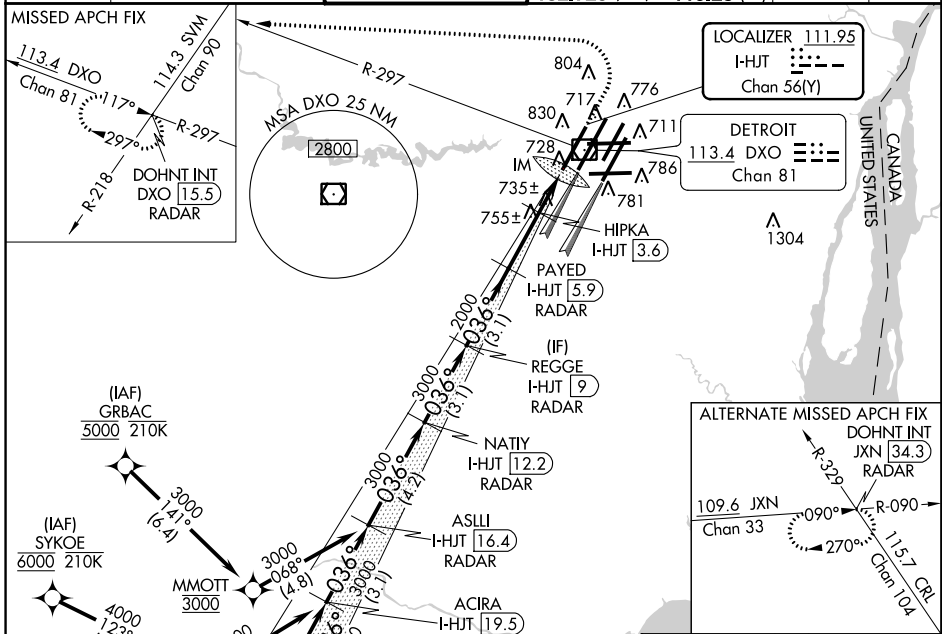 MISSED APCH FIX
113.4 DXO
Chan 81
114.3 SVM
Chan 90
117°
297°
R-297
R-218
DOHNT INT
DXO 15.5
RADAR
R-297
MSA DXO 25 NM
2800
804
830
717
776
728
711
786
781
IM
735±
755±
1304
LOCALIZER 111.95
I-HJT
Chan 56(Y)
DETROIT
113.4 DXO
Chan 81
CANADA
UNITED STATES
HIPKA
I-HJT 3.6
PAYED
I-HJT 5.9
RADAR
2000
036°
(3.1)
(IF)
REGGE
I-HJT 9
RADAR
3000
036°
(3.1)
NATIY
I-HJT 12.2
RADAR
3000
036°
(4.2)
ASLLI
I-HJT 16.4
RADAR
3000
036°
(3.1)
ACIRA
I-HJT 19.5
(IAF)
GRBAC
5000 210K
3000
141°
(6.4)
(IAF)
SYKOE
6000 210K
4000
123°
MMOTT
3000
3000
068°
(4.8)
ALTERNATE MISSED APCH FIX
DOHNT INT
JXN 34.3
RADAR
R-329
109.6 JXN
Chan 33
090°
R-090
270°
115.7 CRL
Chan 104